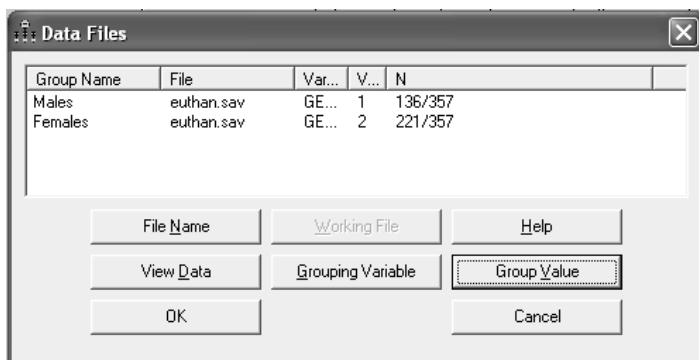 Data Files
Group Name File Var... V... N
Males euthan.sav GE... 1 136/357
Females euthan.sav GE... 2 221/357
File Name Working File Help
View Data Grouping Variable Group Value
OK Cancel